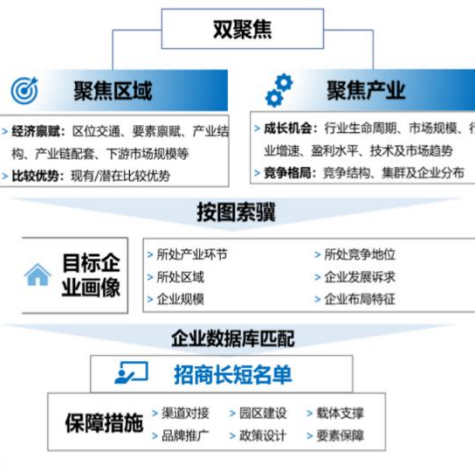 双聚焦
聚焦区域
> 经济禀赋：区位交通、要素禀赋、产业结
构、产业链配套、下游市场规模等
> 比较优势：现有/潜在比较优势
聚焦产业
> 成长机会：行业生命周期、市场规模、行
业增速、盈利水平、技术及市场趋势
> 竞争格局：竞争结构、集群及企业分布
按图索骥
目标企
业画像
> 所处产业环节
> 所处区域
> 企业规模
> 所处竞争地位
> 企业发展诉求
> 企业布局特征
企业数据库匹配
招商长短名单
保障措施
> 渠道对接 > 园区建设 > 载体支撑
> 品牌推广 > 政策设计 > 要素保障